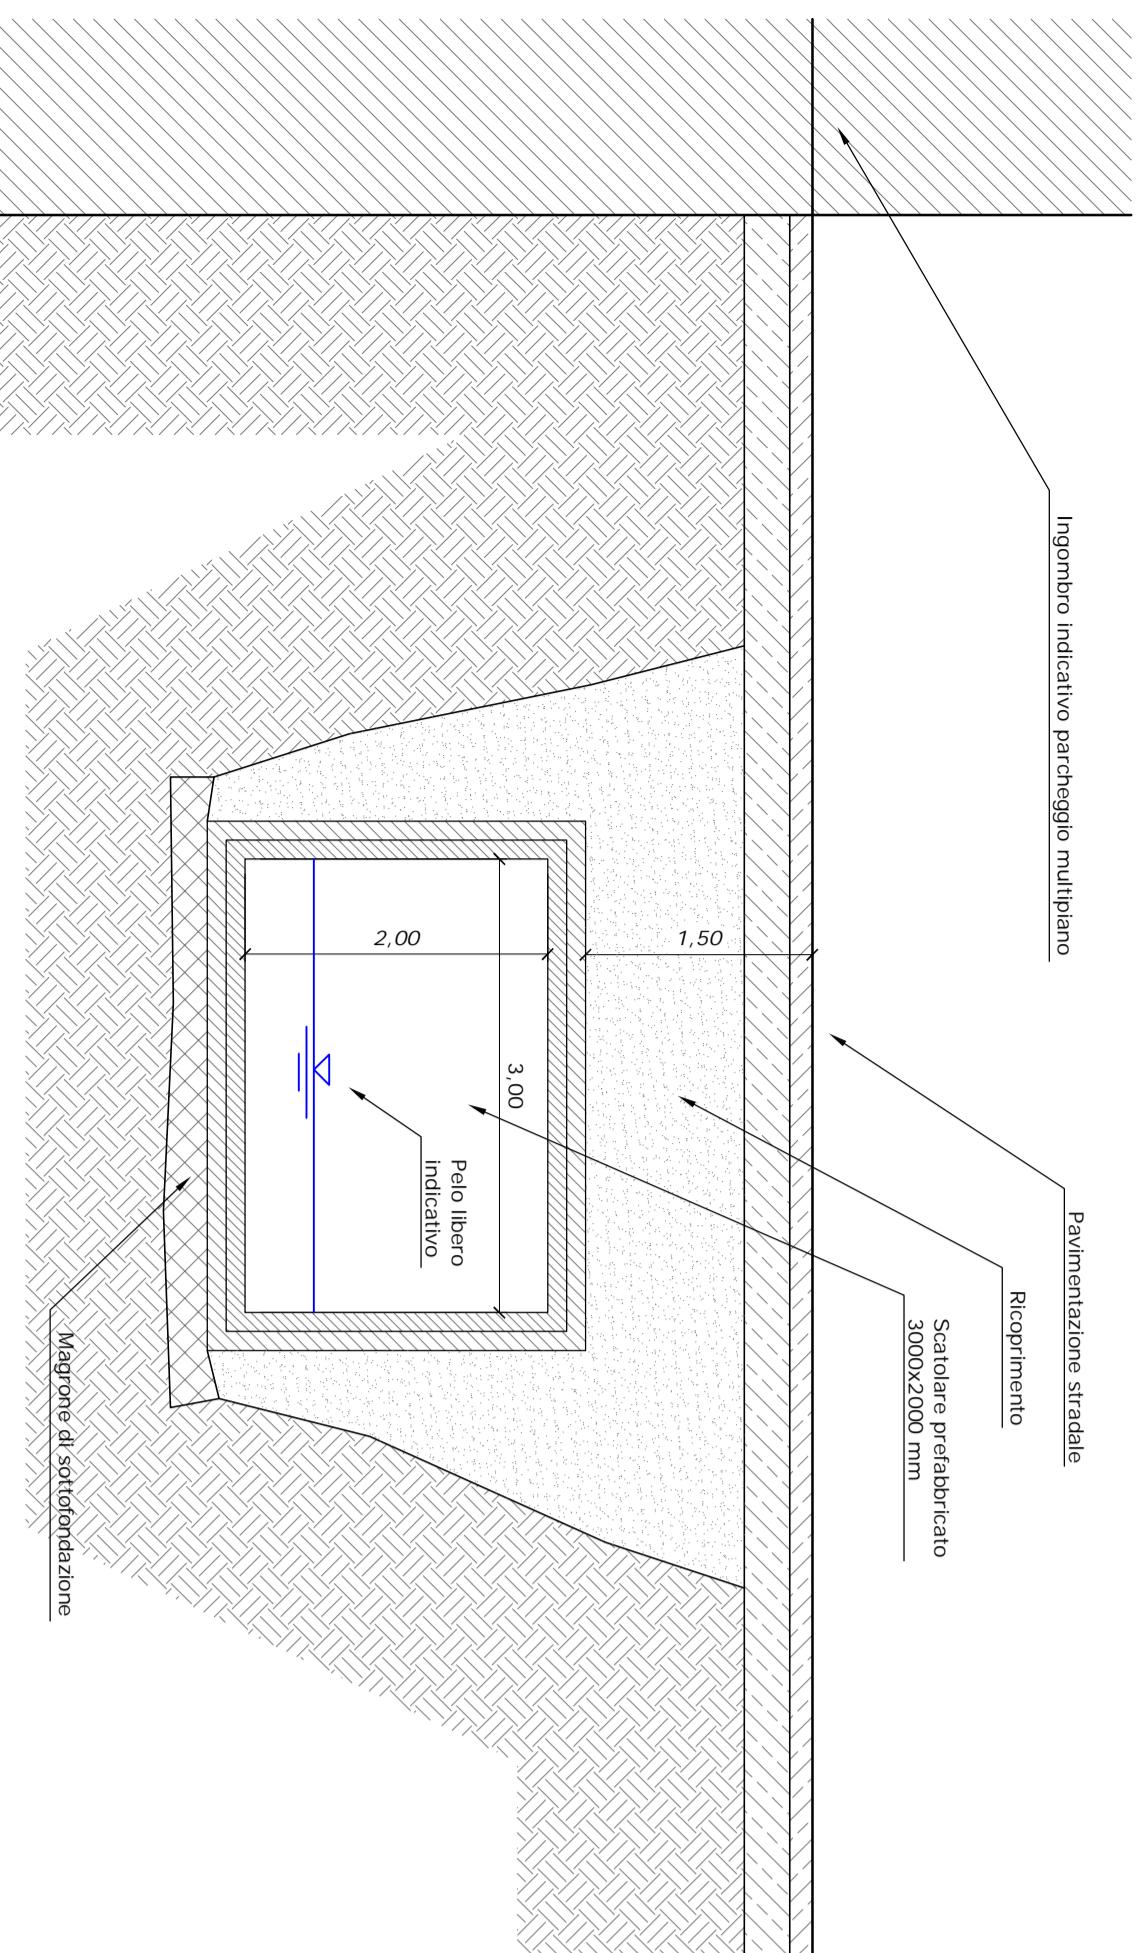 Ingombro indicativo parcheggio multipiano
Pavimentazione stradale
Ricoprimento
Scatolare prefabbricato
3000x2000 mm
1,50
3,00
2,00
Pelo libero
indicativo
Magrone di sottofondazione